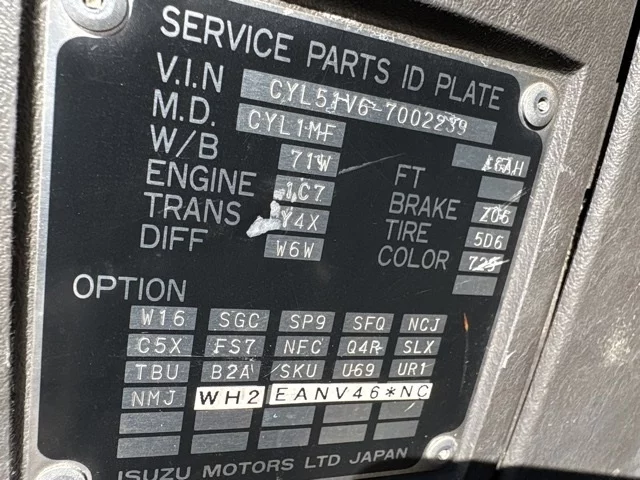 SERVICE PARTS ID PLATE
V.I.N CYL51V6-7002239
M.D. CYL1MF
W/B 71W FT
ENGINE 1C7 BRAKE Z06
TRANS Y4X TIRE 5D6
DIFF W6W COLOR 729
OPTION
W16 SGC SP9 SFQ NCJ
C5X FS7 NFC Q4R SLX
TBU B2A SKU U69 UR1
NMJ WH2 EANV46*NC
ISUZU MOTORS LTD JAPAN